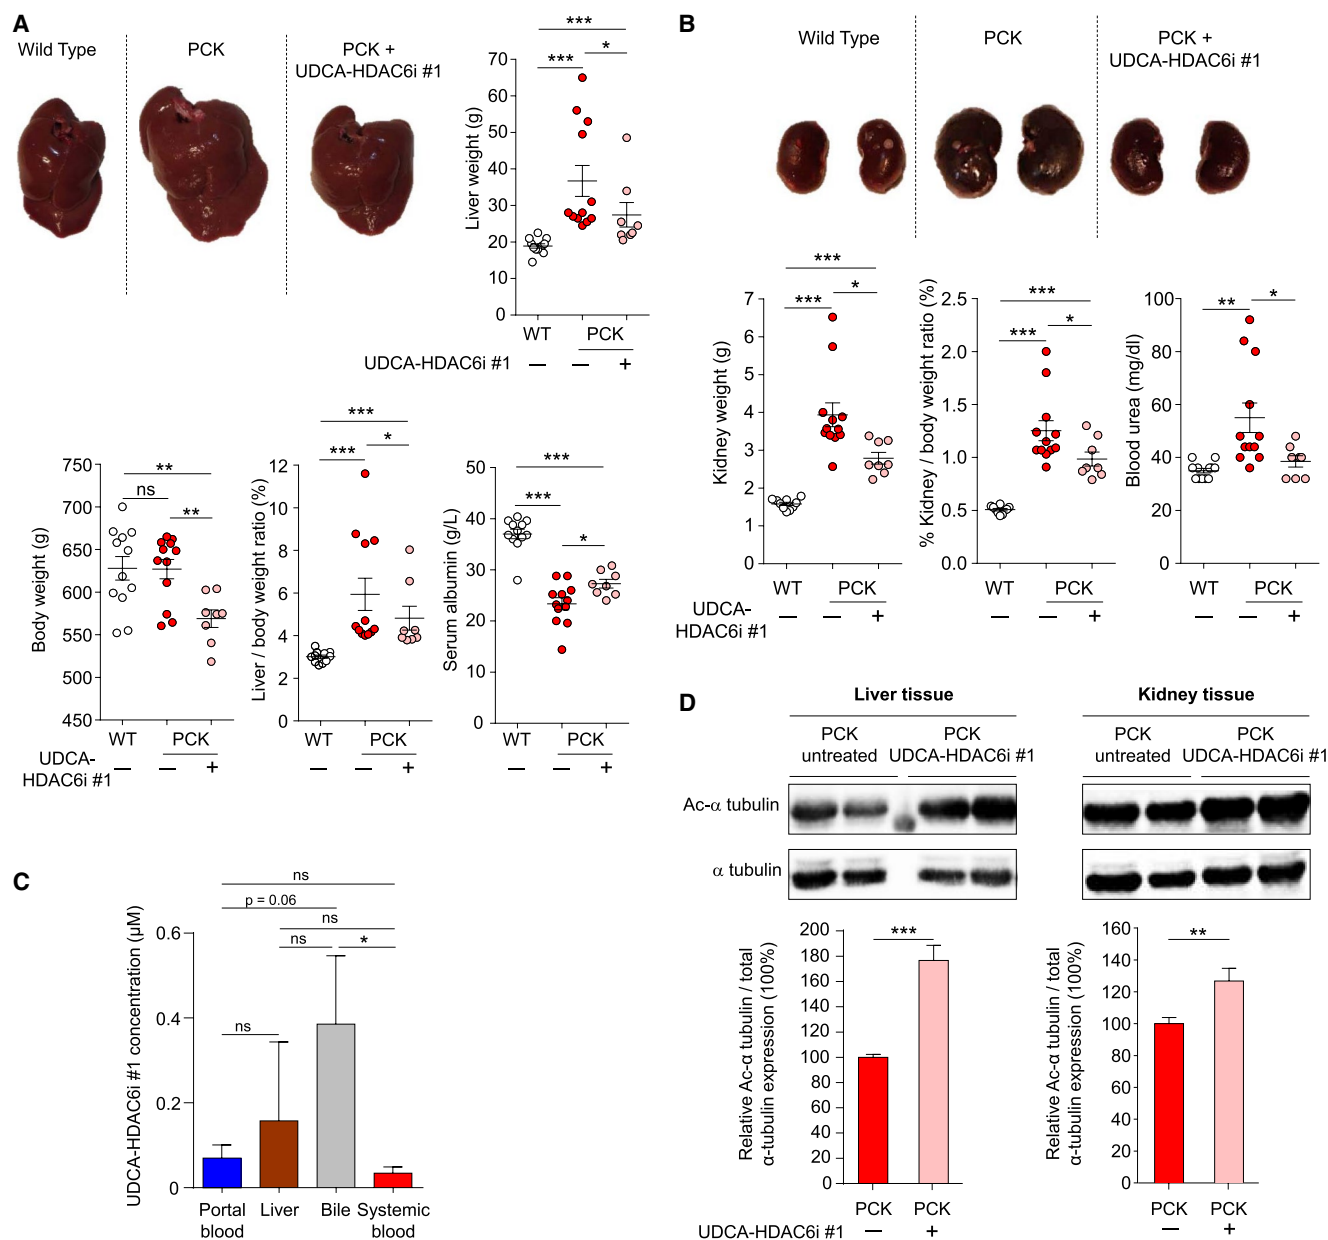 A
Wild Type
PCK
PCK +
UDCA-HDAC6i #1
***
***
*
Liver weight (g)
70
60
50
40
30
20
10
0
WT
PCK
UDCA-HDAC6i #1
—
—
+
Body weight (g)
750
700
650
600
550
900
450
**
ns
**
WT
PCK
UDCA-
HDAC6i #1
—
—
+
Liver / body weight ratio (%)
12
10
8
6
4
2
0
***
***
*
WT
PCK
—
—
+
Serum albumin (g/L)
50
40
30
20
10
0
***
***
*
WT
PCK
—
—
+
B
Wild Type
PCK
PCK +
UDCA-HDAC6i #1
Kidney weight (g)
7
6
5
4
3
2
1
0
***
***
*
WT
PCK
UDCA-
HDAC6i #1
—
—
+
% Kidney / body weight ratio (%)
2.5
2.0
1.5
1.0
0.5
0.0
***
***
*
WT
PCK
—
—
+
Blood urea (mg/dl)
100
80
60
40
20
0
**
*
WT
PCK
—
—
+
C
UDCA-HDAC6i #1 concentration (µM)
0.6
0.4
0.2
0
ns
p = 0.06
ns
ns
*
ns
Portal
blood
Liver
Bile
Systemic
blood
D
Liver tissue
PCK
untreated
PCK
UDCA-HDAC6i #1
Kidney tissue
PCK
untreated
PCK
UDCA-HDAC6i #1
Ac-α tubulin
α tubulin
Relative Ac-α tubulin / total
α-tubulin expression (100%)
200
180
160
140
120
100
80
60
40
20
0
***
PCK
PCK
UDCA-HDAC6i #1
—
+
Relative Ac-α tubulin / total
α-tubulin expression (100%)
160
140
120
100
80
60
40
20
0
**
PCK
PCK
—
+